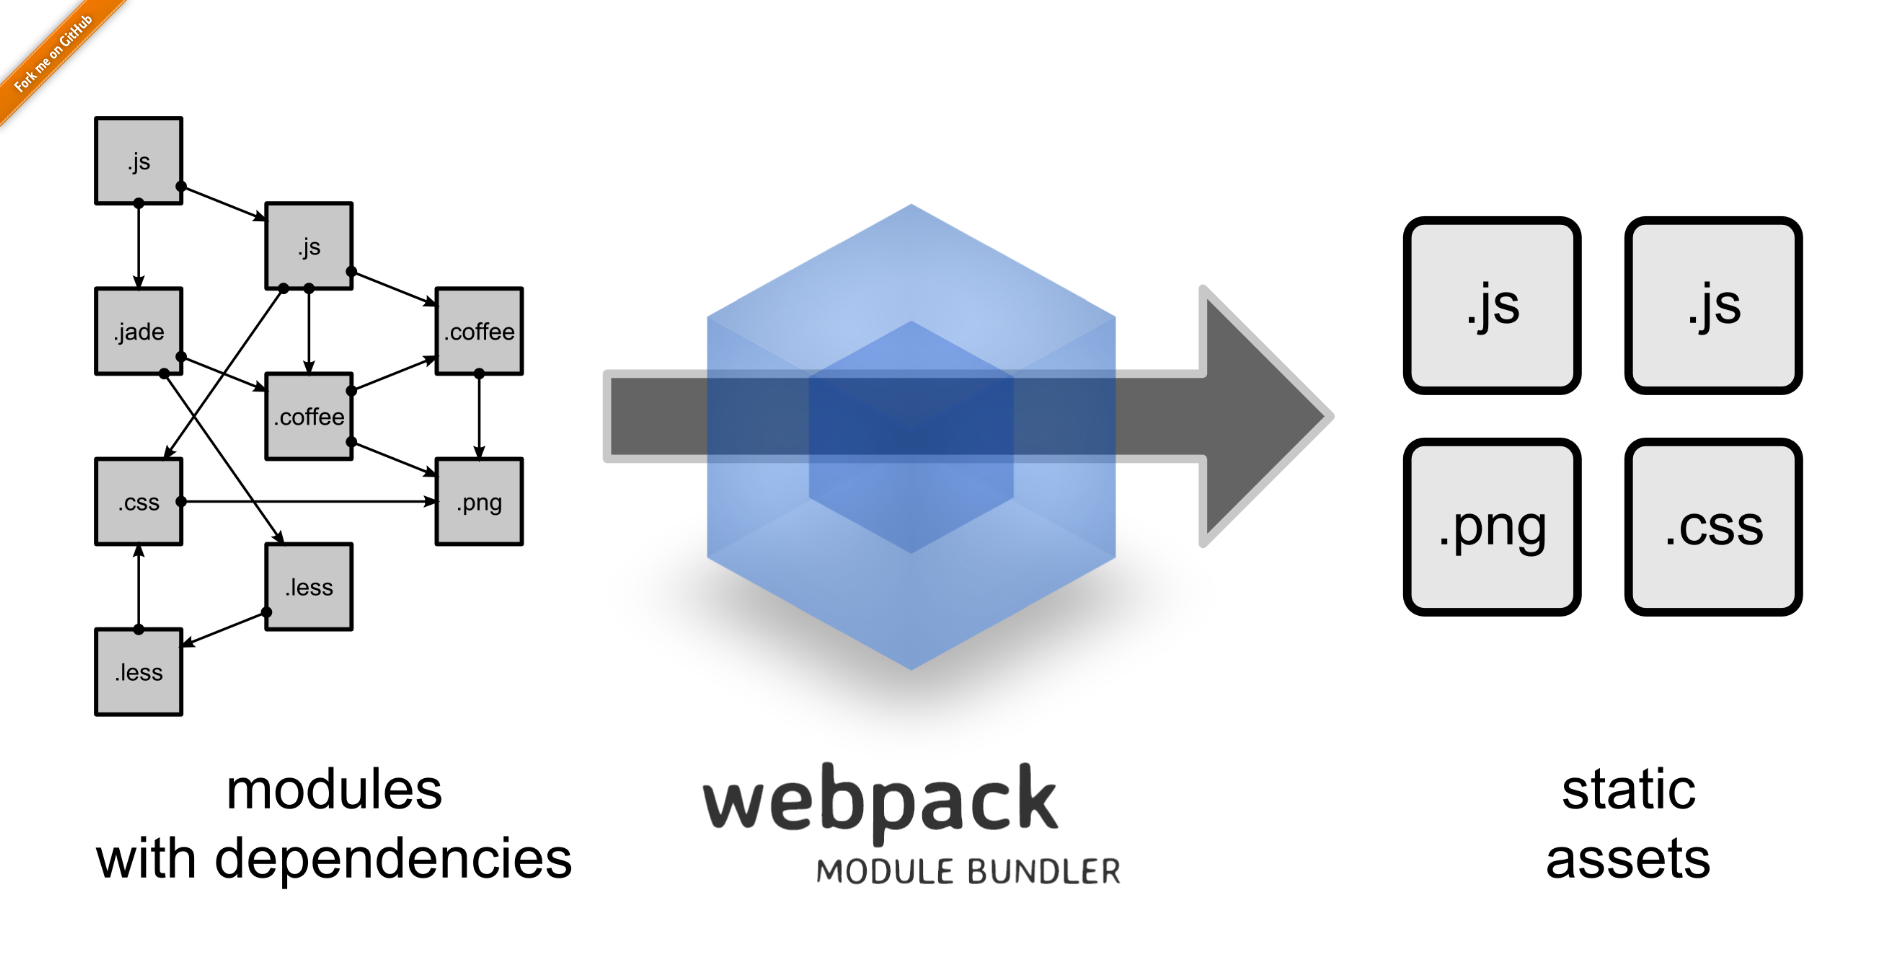 Fork me on GitHub
.js
.js
.jade
.coffee
.coffee
.css
.png
.less
.less
modules
with dependencies
webpack
MODULE BUNDLER
.js
.js
.png
.css
static
assets